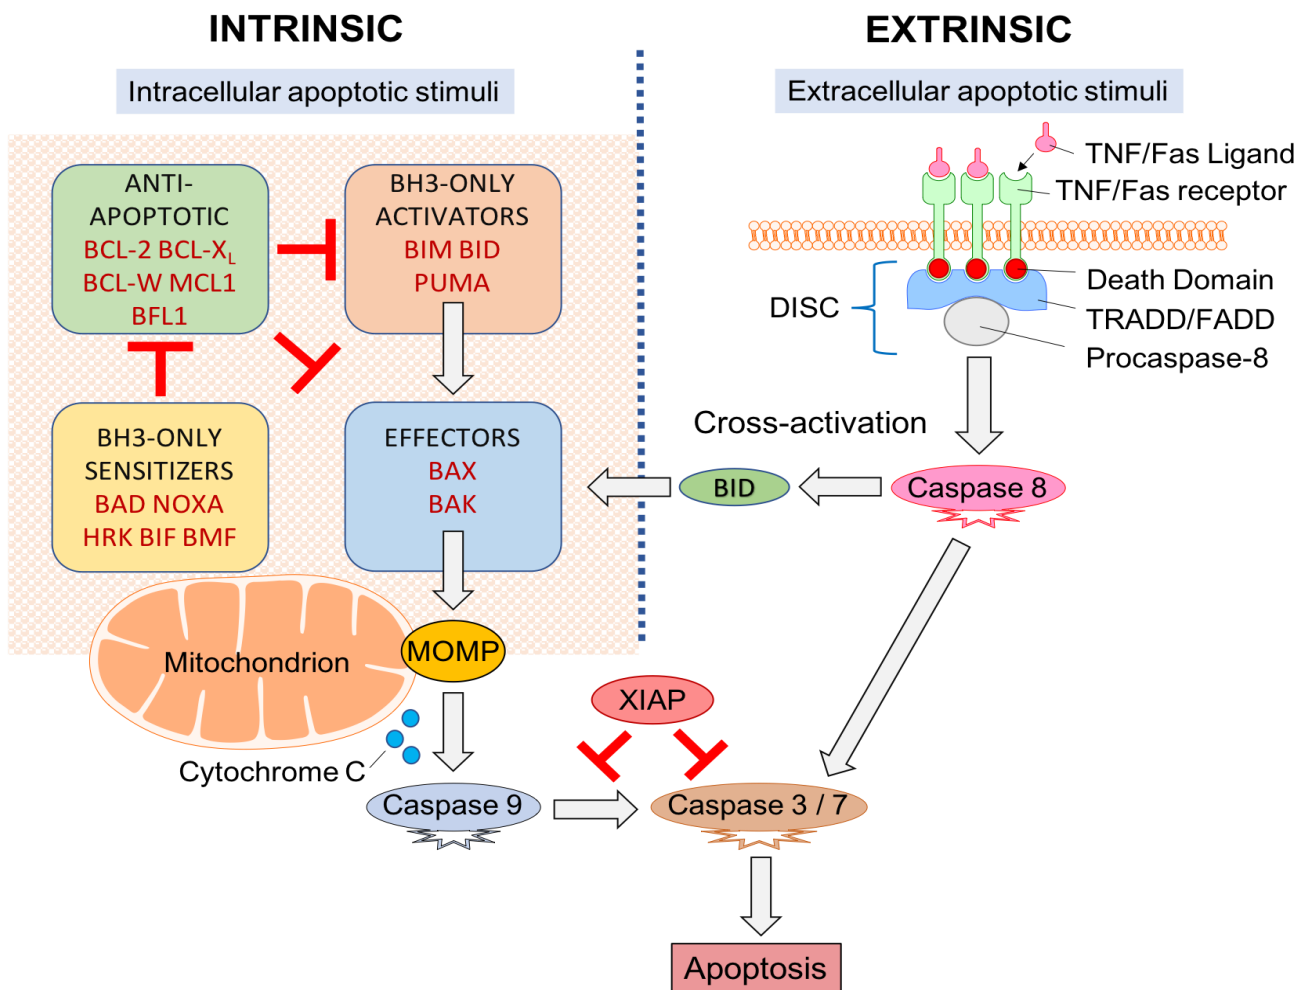 INTRINSIC
Intracellular apoptotic stimuli
ANTI-
APOPTOTIC
BCL-2 BCL-XL
BCL-W MCL1
BFL1
BH3-ONLY
ACTIVATORS
BIM BID
PUMA
BH3-ONLY
SENSITIZERS
BAD NOXA
HRK BIF BMF
EFFECTORS
BAX
BAK
Mitochondrion
MOMP
Cytochrome C
Caspase 9
EXTRINSIC
Extracellular apoptotic stimuli
TNF/Fas Ligand
TNF/Fas receptor
DISC
Death Domain
TRADD/FADD
Procaspase-8
Cross-activation
BID
Caspase 8
XIAP
Caspase 3 / 7
Apoptosis